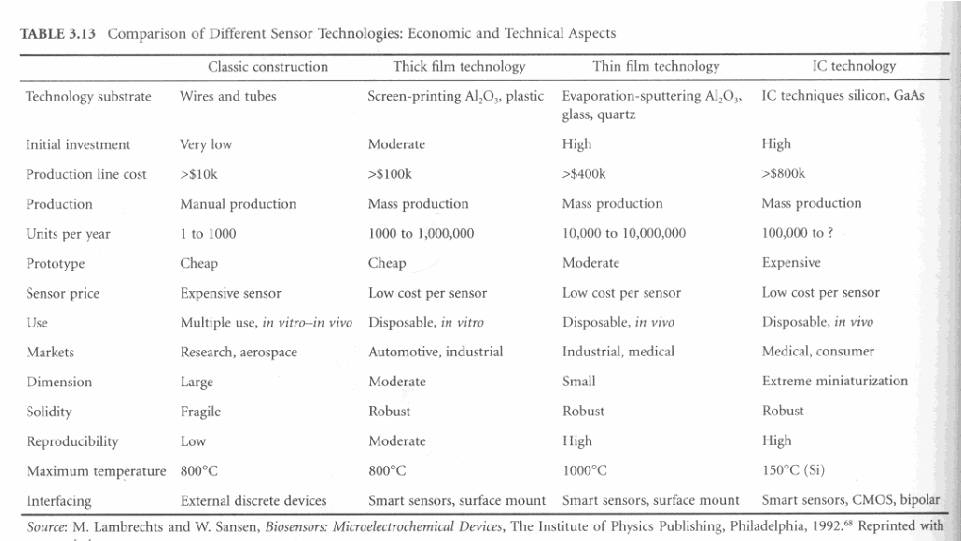 TABLE 3.13 Comparison of Different Sensor Technologies: Economic and Technical Aspects
Classic construction Thick film technology Thin film technology IC technology
Technology substrate Wires and tubes Screen-printing Al₂O₃, plastic Evaporation-sputtering Al₂O₃, IC techniques silicon, GaAs
glass, quartz
Initial investment Very low Moderate High High
Production line cost >$10k >$100k >$400k >$800k
Production Manual production Mass production Mass production Mass production
Units per year 1 to 1000 1000 to 1,000,000 10,000 to 10,000,000 100,000 to ?
Prototype Cheap Cheap Moderate Expensive
Sensor price Expensive sensor Low cost per sensor Low cost per sensor Low cost per sensor
Use Multiple use, in vitro–in vivo Disposable, in vitro Disposable, in vivo Disposable, in vivo
Markets Research, aerospace Automotive, industrial Industrial, medical Medical, consumer
Dimension Large Moderate Small Extreme miniaturization
Solidity Fragile Robust Robust Robust
Reproducibility Low Moderate High High
Maximum temperature 800°C 800°C 1000°C 150°C (Si)
Interfacing External discrete devices Smart sensors, surface mount Smart sensors, surface mount Smart sensors, CMOS, bipolar
Source: M. Lambrechts and W. Sansen, Biosensors: Microelectrochemical Devices, The Institute of Physics Publishing, Philadelphia, 1992.⁶⁸ Reprinted with